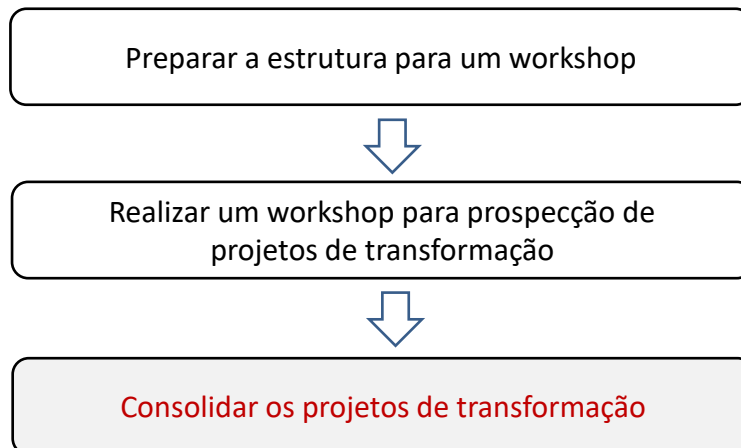 Preparar a estrutura para um workshop
Realizar um workshop para prospecção de
projetos de transformação
Consolidar os projetos de transformação